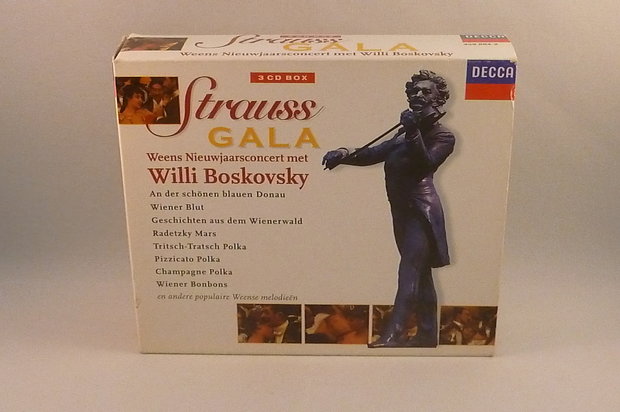 Strauss
GALA
Weens Nieuwjaarsconcert met Willi Boskovsky
3 CD BOX
DECCA
Strauss
GALA
Weens Nieuwjaarsconcert met
Willi Boskovsky
An der schönen blauen Donau
Wiener Blut
Geschichten aus dem Wienerwald
Radetzky Mars
Tritsch-Tratsch Polka
Pizzicato Polka
Champagne Polka
Wiener Bonbons
en andere populaire Weense melodieën